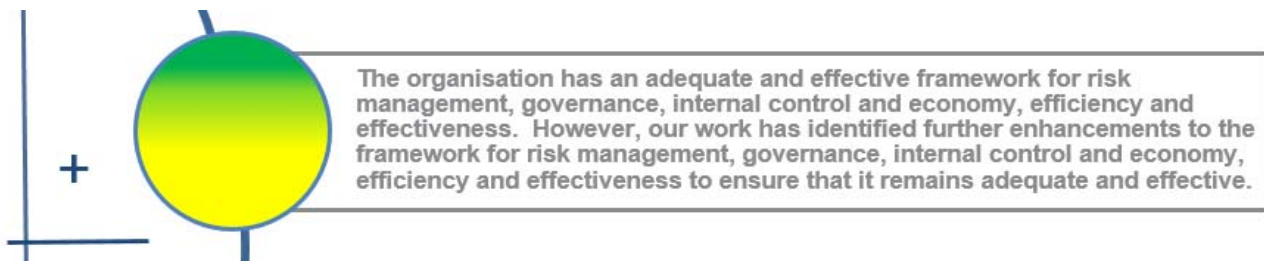 The organisation has an adequate and effective framework for risk
management, governance, internal control and economy, efficiency and
effectiveness.  However, our work has identified further enhancements to the
framework for risk management, governance, internal control and economy,
efficiency and effectiveness to ensure that it remains adequate and effective.
+